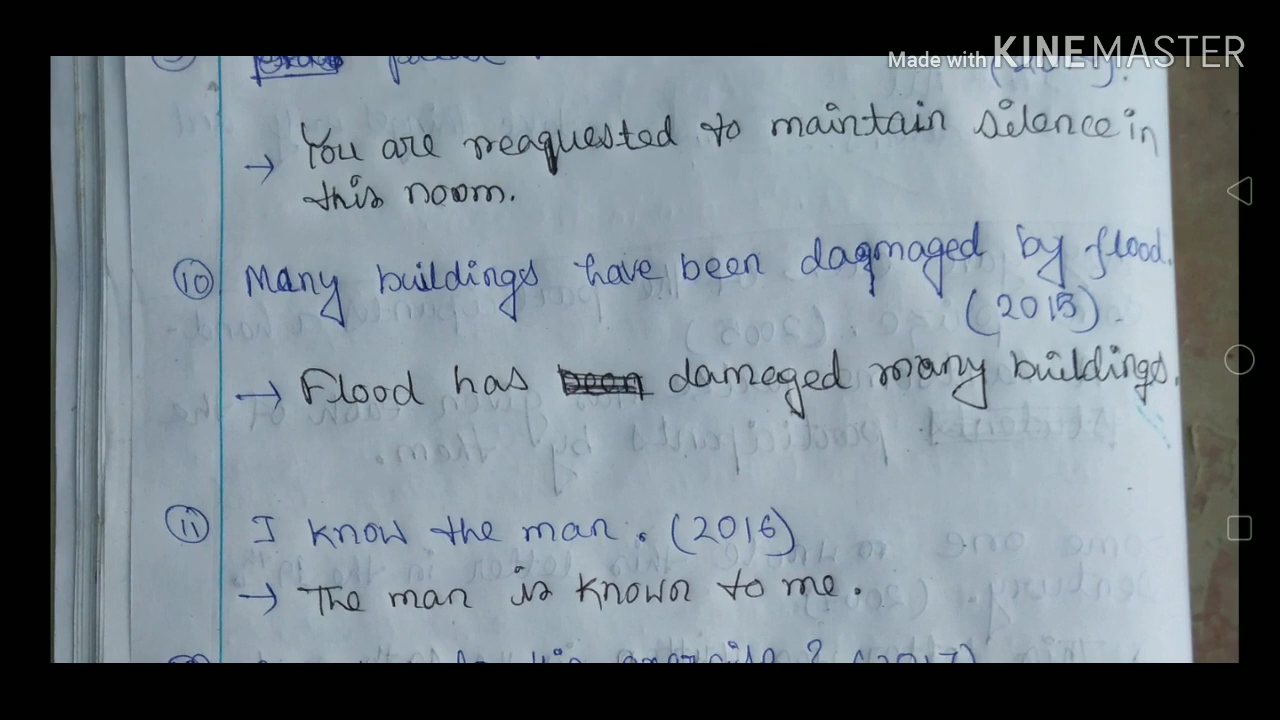 Made with KINEMASTER
→ You are reaquested to maintain silence in
this room.
10 Many buildings have been dagmaged by flood.
(2015)
→ Flood has damaged many buildings.
11 I know the man. (2016)
→ The man is known to me.